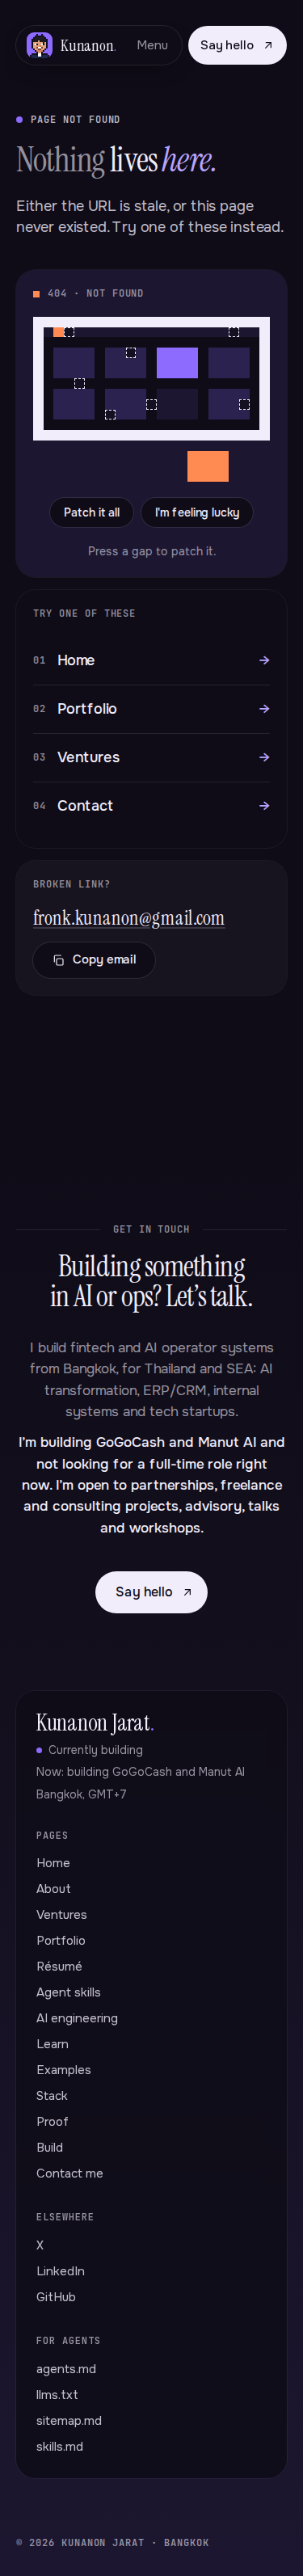 Kunanon.
Menu
Say hello
PAGE NOT FOUND
Nothing lives here.
Either the URL is stale, or this page
never existed. Try one of these instead.
404 · NOT FOUND
Patch it all
I'm feeling lucky
Press a gap to patch it.
TRY ONE OF THESE
01 Home
02 Portfolio
03 Ventures
04 Contact
BROKEN LINK?
fronk.kunanon@gmail.com
Copy email
GET IN TOUCH
Building something
in AI or ops? Let's talk.
I build fintech and AI operator systems
from Bangkok, for Thailand and SEA: AI
transformation, ERP/CRM, internal
systems and tech startups.
I'm building GoGoCash and Manut AI and
not looking for a full-time role right
now. I'm open to partnerships, freelance
and consulting projects, advisory, talks
and workshops.
Say hello
Kunanon Jarat.
Currently building
Now: building GoGoCash and Manut AI
Bangkok, GMT+7
PAGES
Home
About
Ventures
Portfolio
Résumé
Agent skills
AI engineering
Learn
Examples
Stack
Proof
Build
Contact me
ELSEWHERE
X
LinkedIn
GitHub
FOR AGENTS
agents.md
llms.txt
sitemap.md
skills.md
© 2026 KUNANON JARAT · BANGKOK